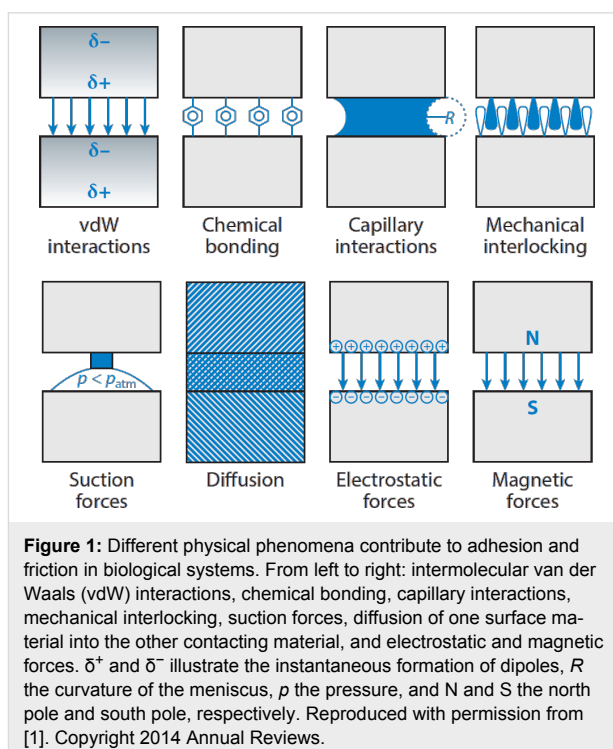 δ−
δ+
δ−
δ+
R
vdW
interactions
Chemical
bonding
Capillary
interactions
Mechanical
interlocking
p < patm
N
S
Suction
forces
Diffusion
Electrostatic
forces
Magnetic
forces
Figure 1: Different physical phenomena contribute to adhesion and
friction in biological systems. From left to right: intermolecular van der
Waals (vdW) interactions, chemical bonding, capillary interactions,
mechanical interlocking, suction forces, diffusion of one surface ma-
terial into the other contacting material, and electrostatic and magnetic
forces. δ⁺ and δ⁻ illustrate the instantaneous formation of dipoles, R
the curvature of the meniscus, p the pressure, and N and S the north
pole and south pole, respectively. Reproduced with permission from
[1]. Copyright 2014 Annual Reviews.